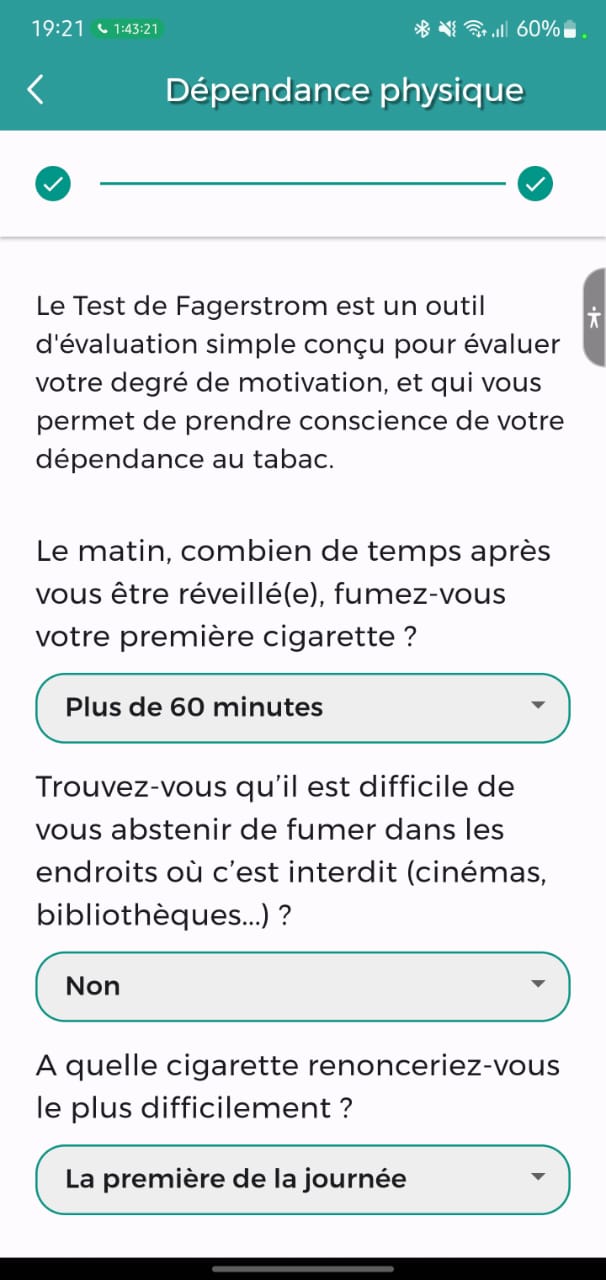 19:21 1:43:21 60%
Dépendance physique
Le Test de Fagerstrom est un outil
d'évaluation simple conçu pour évaluer
votre degré de motivation, et qui vous
permet de prendre conscience de votre
dépendance au tabac.
Le matin, combien de temps après
vous être réveillé(e), fumez-vous
votre première cigarette ?
Plus de 60 minutes
Trouvez-vous qu’il est difficile de
vous abstenir de fumer dans les
endroits où c’est interdit (cinémas,
bibliothèques...) ?
Non
A quelle cigarette renonceriez-vous
le plus difficilement ?
La première de la journée